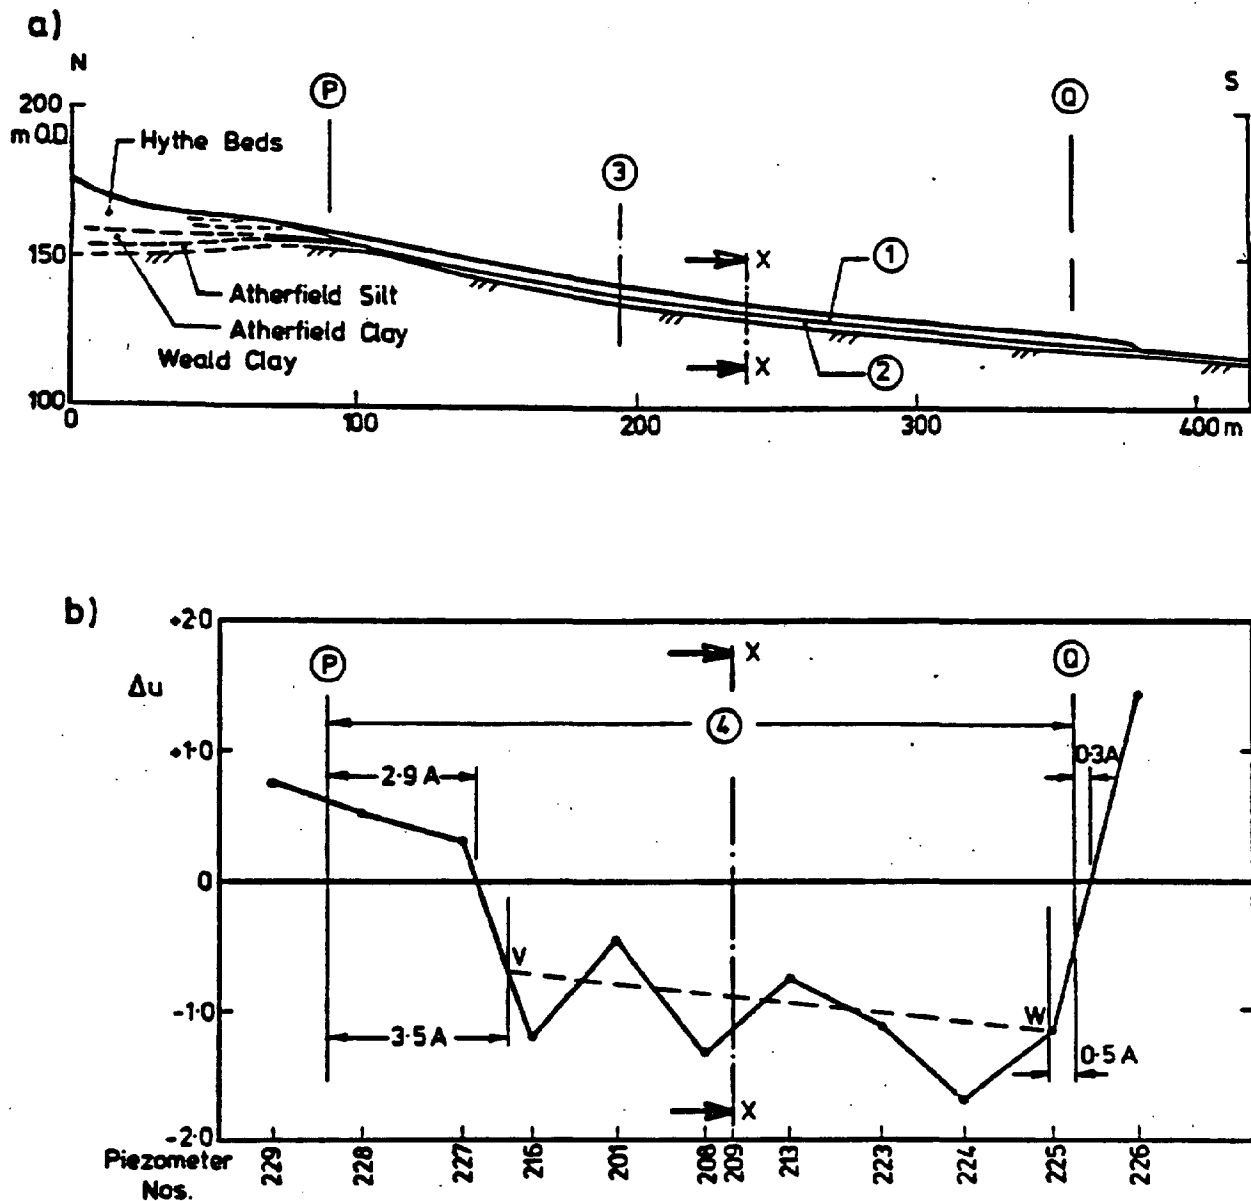 a)
N
S
P
Q
200
m O.D.
Hythe Beds
3
X
1
150
Atherfield Silt
Atherfield Clay
Weald Clay
X
2
100
0
100
200
300
400 m
b)
+2·0
Δu
P
X
Q
4
+1·0
2·9 A
0·3A
0
V
W
-1·0
3·5 A
0·5 A
X
-2·0
Piezometer Nos.
229
228
227
216
201
208
209
213
223
224
225
226